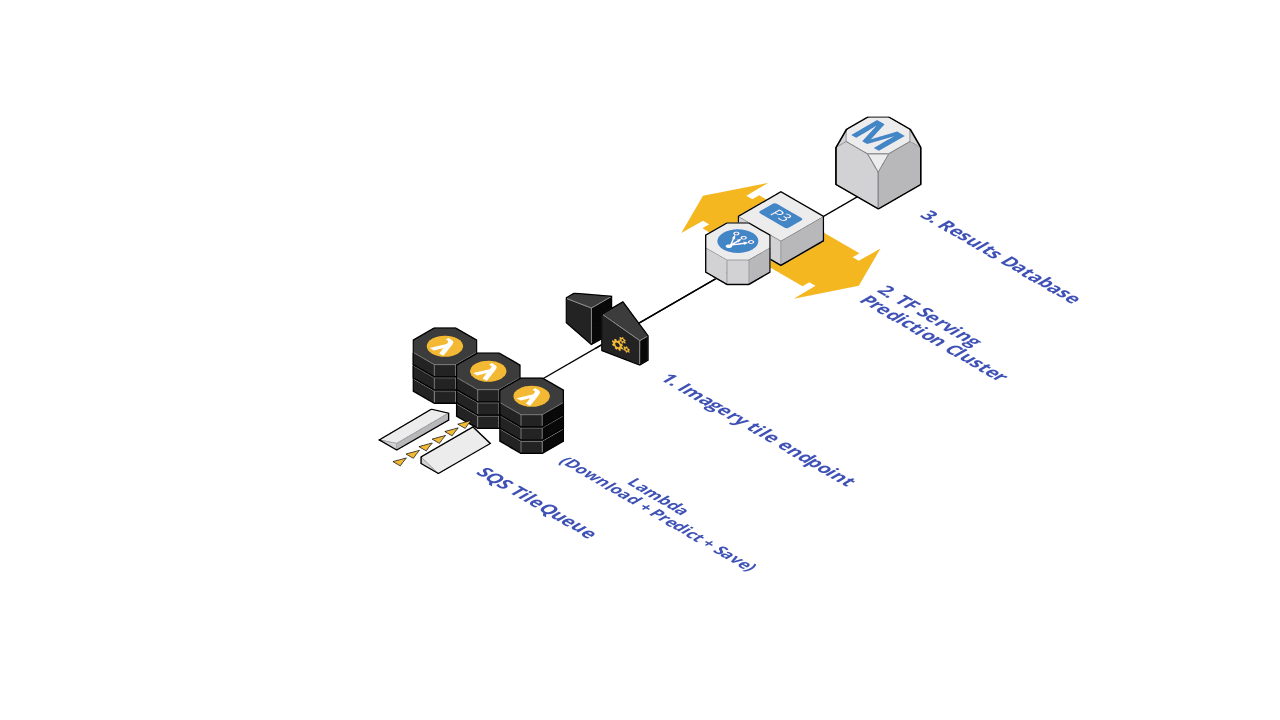 M
3. Results Database
P3
2. TF Serving
Prediction Cluster
1. Imagery tile endpoint
λ
λ
λ
Lambda
(Download + Predict + Save)
SQS TileQueue